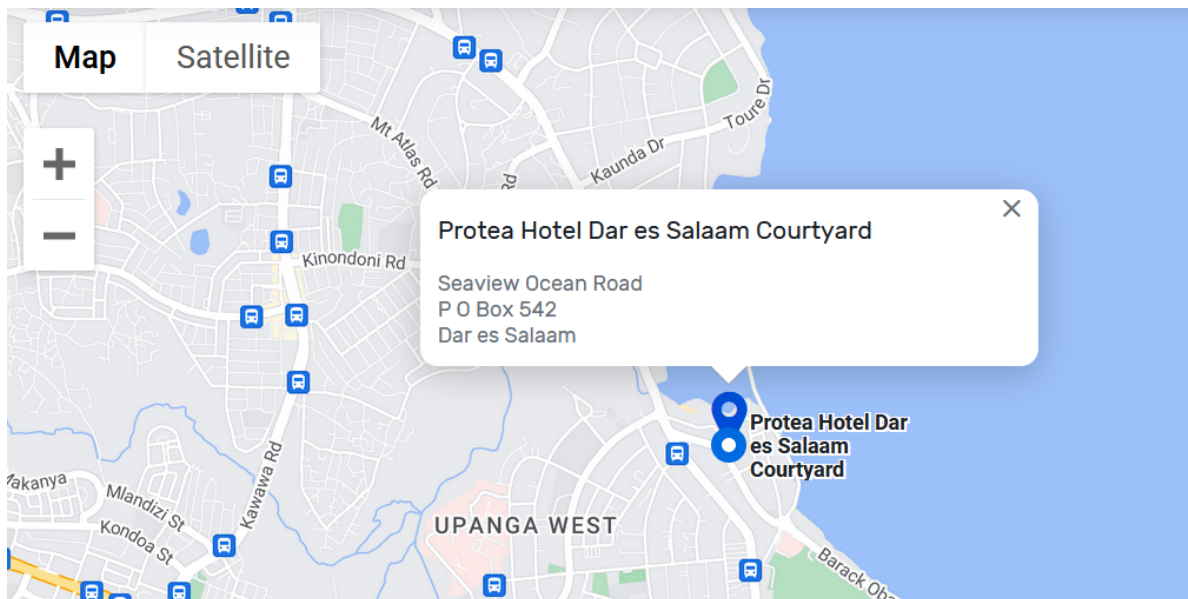 Map
Satellite
Mt Atlas Rd
Toure Dr
Kaunda Dr
Rd
Protea Hotel Dar es Salaam Courtyard
Seaview Ocean Road
P O Box 542
Dar es Salaam
Kinondoni Rd
Protea Hotel Dar
es Salaam
Courtyard
Kawawa Rd
Makanya
Mlandizi St
Kondoa St
UPANGA WEST
Barack Oba